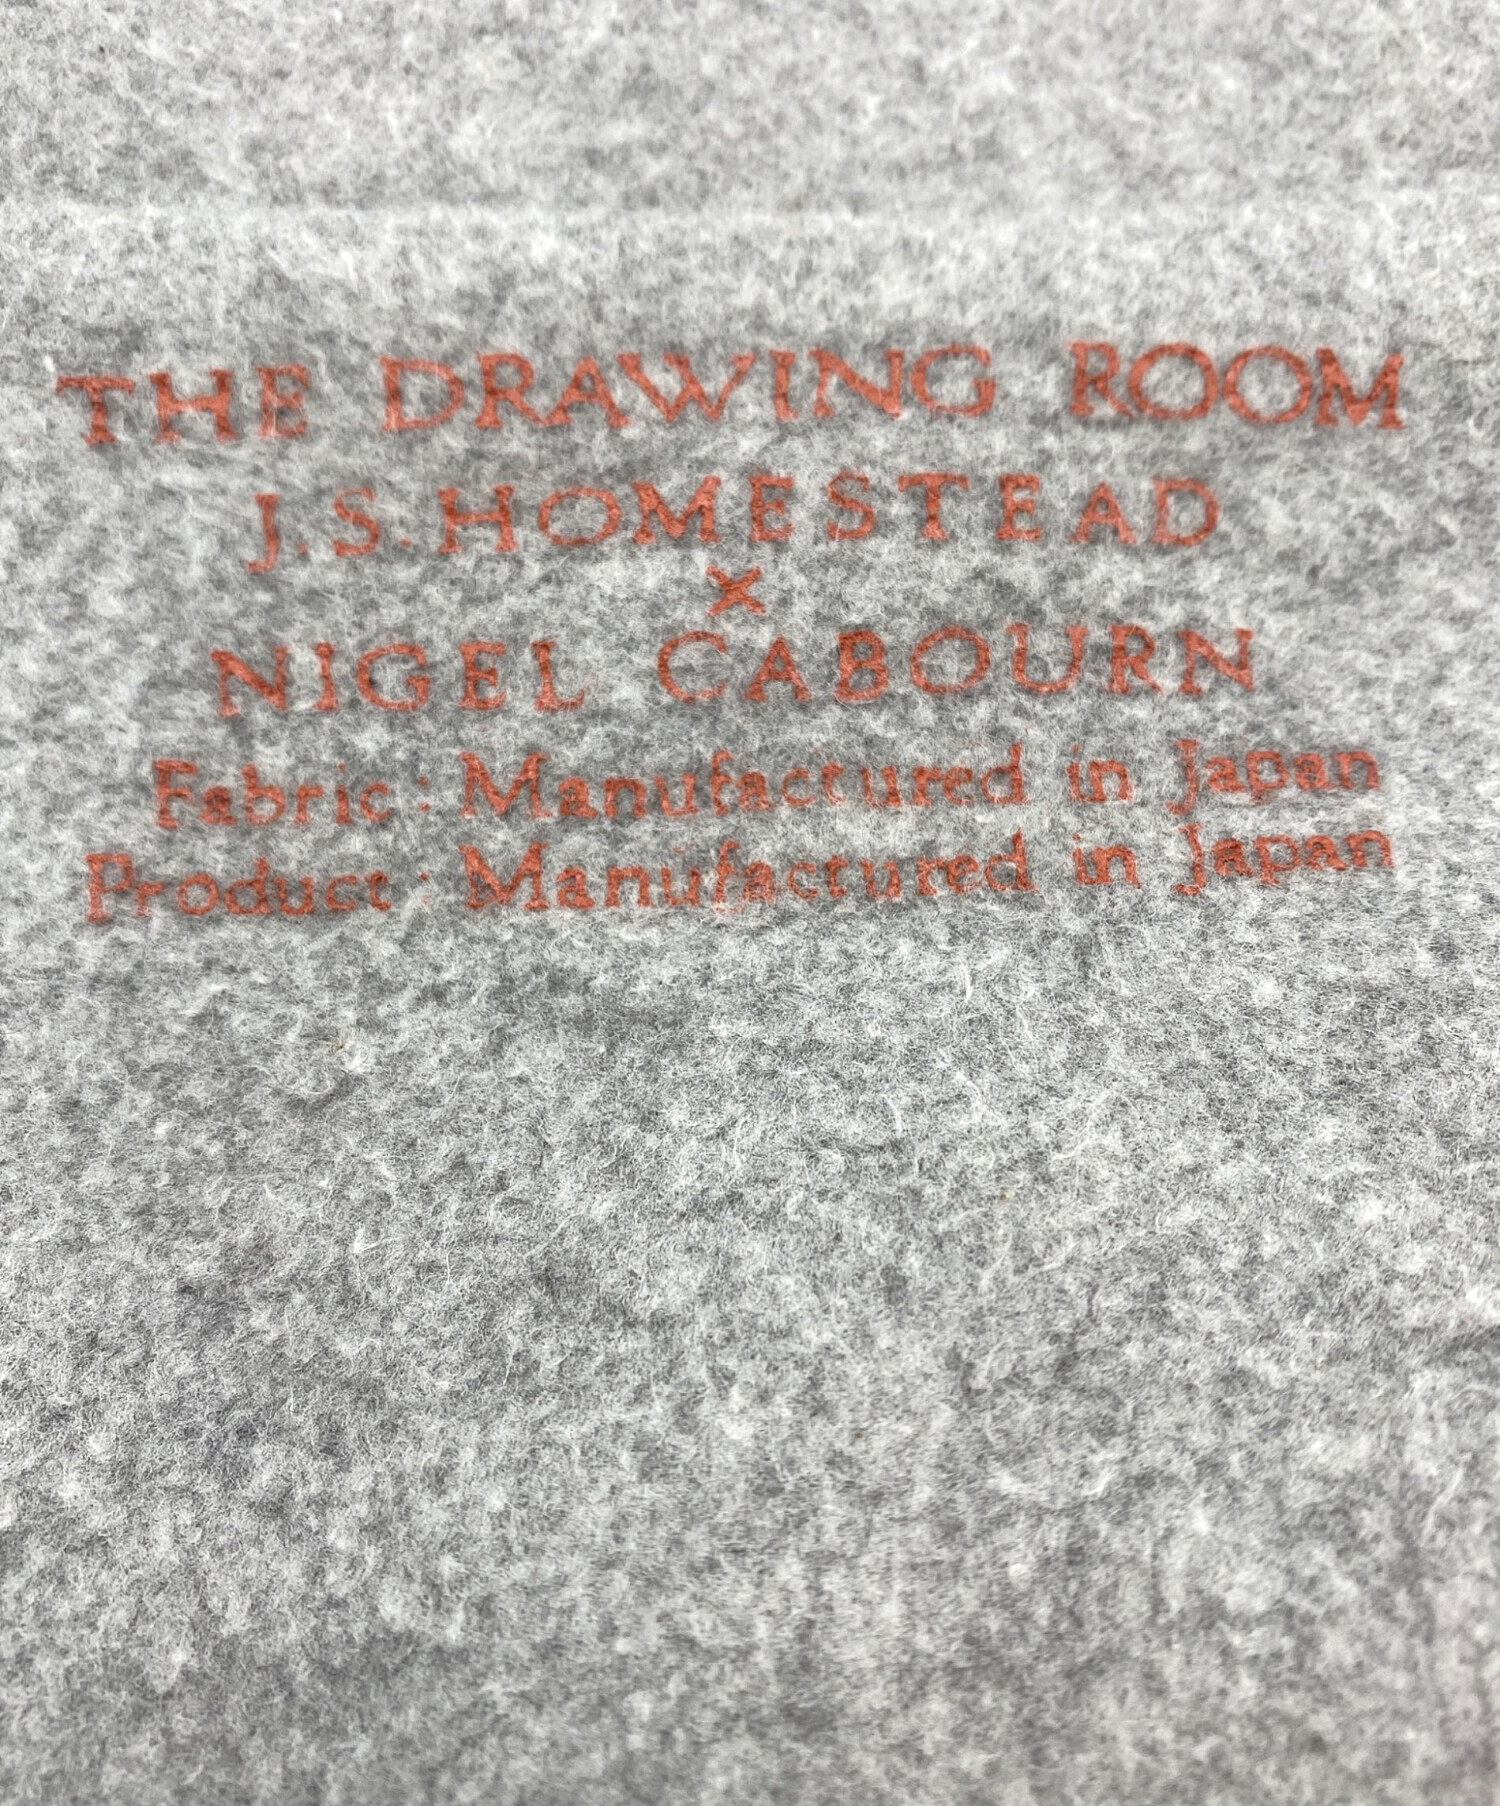 THE DRAWING ROOM
J.S.HOMESTEAD
×
NIGEL CABOURN
Fabric : Manufactured in Japan
Product : Manufactured in Japan